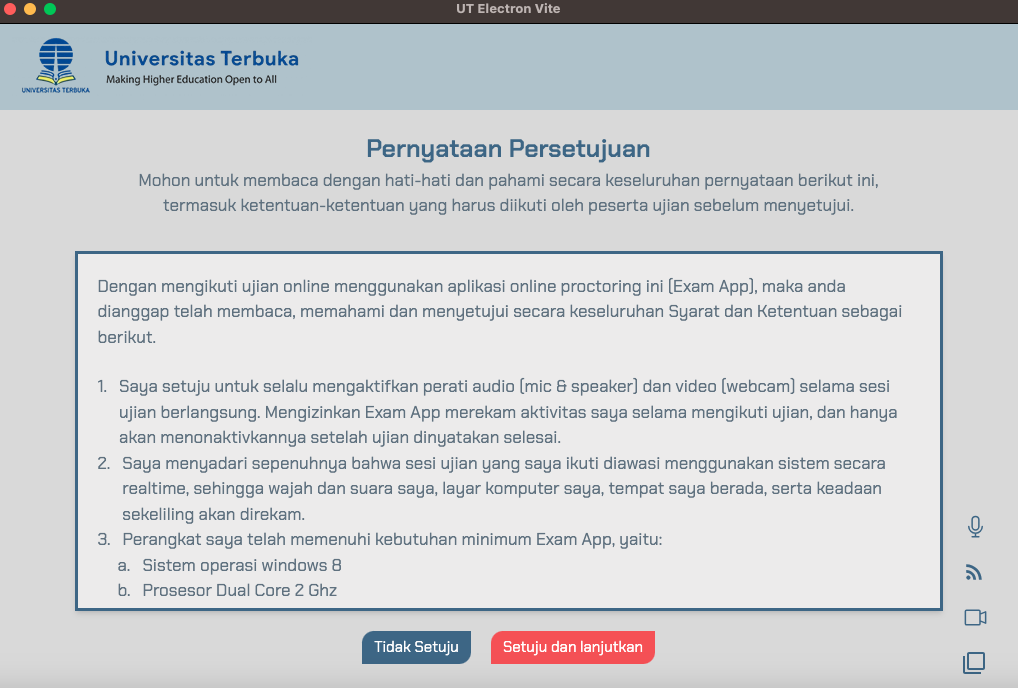 UT Electron Vite
Universitas Terbuka
Making Higher Education Open to All
UNIVERSITAS TERBUKA
Pernyataan Persetujuan
Mohon untuk membaca dengan hati-hati dan pahami secara keseluruhan pernyataan berikut ini,
termasuk ketentuan-ketentuan yang harus diikuti oleh peserta ujian sebelum menyetujui.
Dengan mengikuti ujian online menggunakan aplikasi online proctoring ini (Exam App), maka anda
dianggap telah membaca, memahami dan menyetujui secara keseluruhan Syarat dan Ketentuan sebagai
berikut.
1. Saya setuju untuk selalu mengaktifkan perati audio (mic & speaker) dan video (webcam) selama sesi
ujian berlangsung. Mengizinkan Exam App merekam aktivitas saya selama mengikuti ujian, dan hanya
akan menonaktivkannya setelah ujian dinyatakan selesai.
2. Saya menyadari sepenuhnya bahwa sesi ujian yang saya ikuti diawasi menggunakan sistem secara
realtime, sehingga wajah dan suara saya, layar komputer saya, tempat saya berada, serta keadaan
sekeliling akan direkam.
3. Perangkat saya telah memenuhi kebutuhan minimum Exam App, yaitu:
a. Sistem operasi windows 8
b. Prosesor Dual Core 2 Ghz
Tidak Setuju
Setuju dan lanjutkan